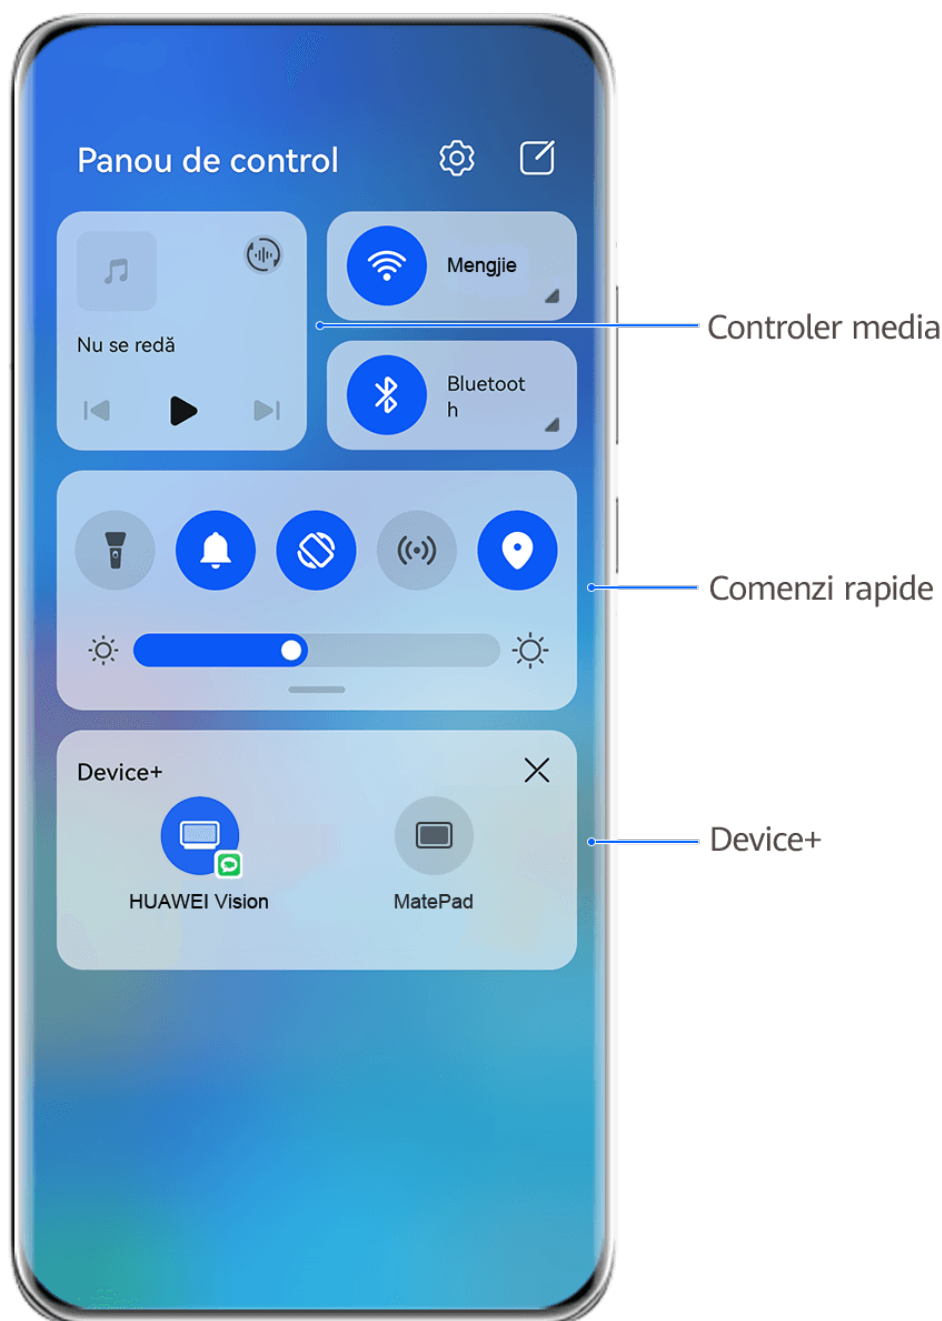 Panou de control
Mengjie
Nu se redă
Controler media
Bluetoot
h
Comenzi rapide
Device+
Device+
HUAWEI Vision
MatePad